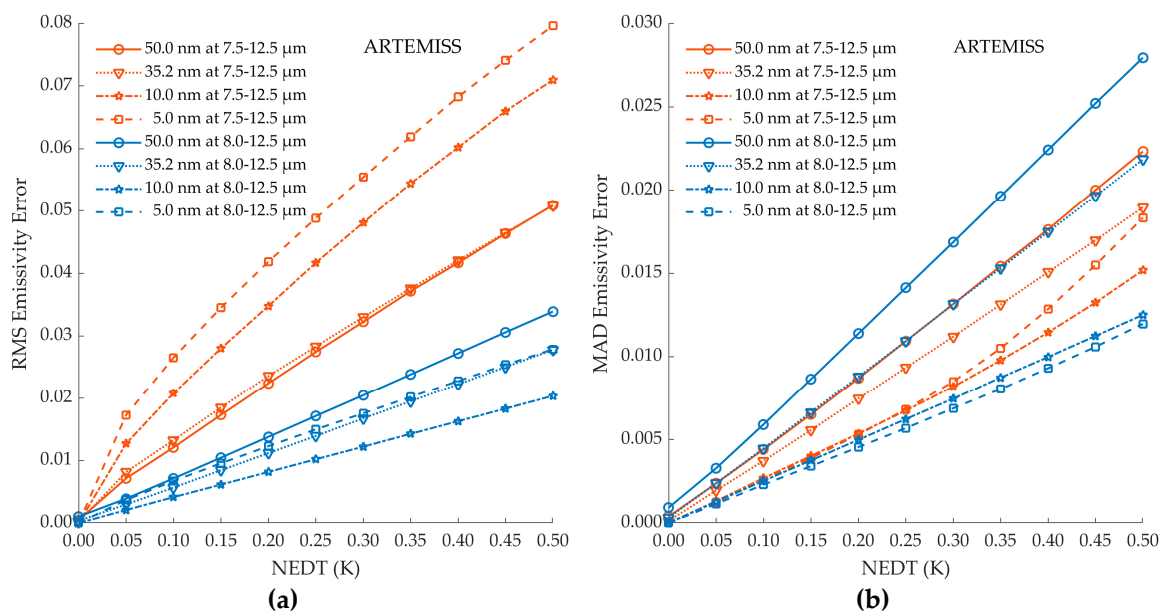 0.08
0.07
0.06
0.05
0.04
0.03
0.02
0.01
0.00
RMS Emissivity Error
ARTEMISS
50.0 nm at 7.5-12.5 μm
35.2 nm at 7.5-12.5 μm
10.0 nm at 7.5-12.5 μm
5.0 nm at 7.5-12.5 μm
50.0 nm at 8.0-12.5 μm
35.2 nm at 8.0-12.5 μm
10.0 nm at 8.0-12.5 μm
5.0 nm at 8.0-12.5 μm
0.00 0.05 0.10 0.15 0.20 0.25 0.30 0.35 0.40 0.45 0.50
NEDT (K)
(a)
0.030
0.025
0.020
0.015
0.010
0.005
0.000
MAD Emissivity Error
ARTEMISS
50.0 nm at 7.5-12.5 μm
35.2 nm at 7.5-12.5 μm
10.0 nm at 7.5-12.5 μm
5.0 nm at 7.5-12.5 μm
50.0 nm at 8.0-12.5 μm
35.2 nm at 8.0-12.5 μm
10.0 nm at 8.0-12.5 μm
5.0 nm at 8.0-12.5 μm
0.00 0.05 0.10 0.15 0.20 0.25 0.30 0.35 0.40 0.45 0.50
NEDT (K)
(b)